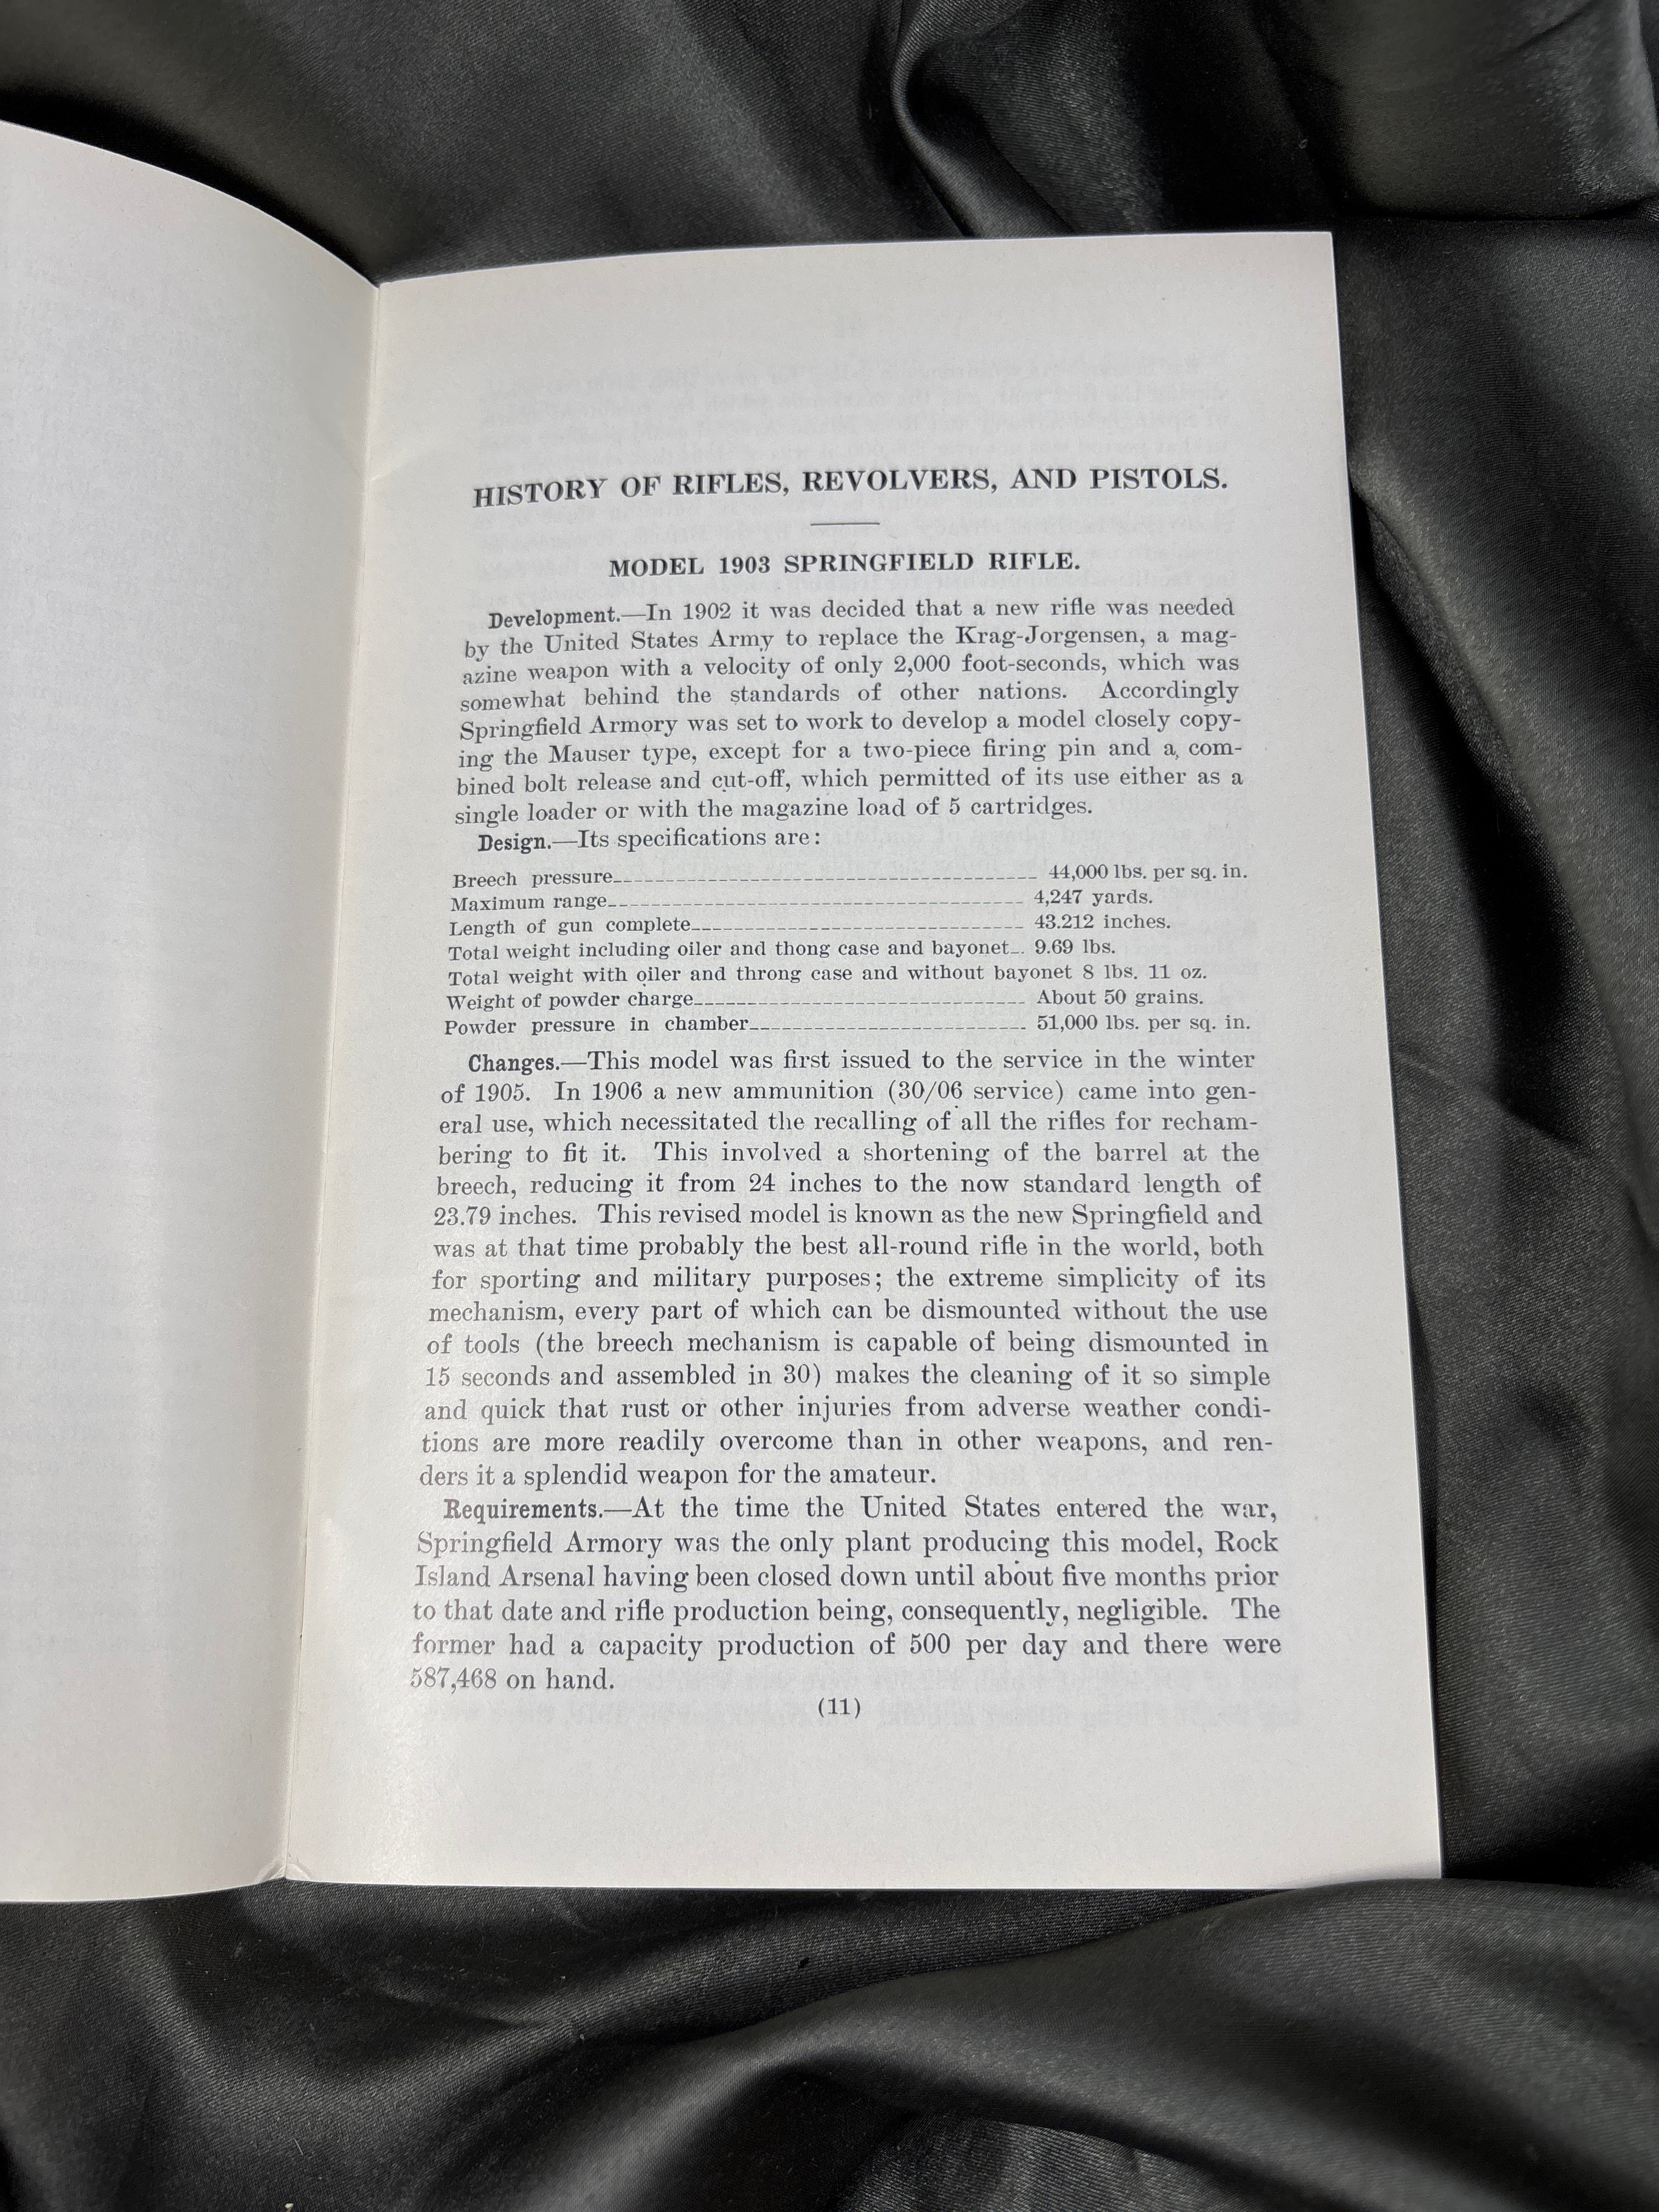 HISTORY OF RIFLES, REVOLVERS, AND PISTOLS.
MODEL 1903 SPRINGFIELD RIFLE.
Development.—In 1902 it was decided that a new rifle was needed
by the United States Army to replace the Krag-Jorgensen, a mag-
azine weapon with a velocity of only 2,000 foot-seconds, which was
somewhat behind the standards of other nations. Accordingly
Springfield Armory was set to work to develop a model closely copy-
ing the Mauser type, except for a two-piece firing pin and a com-
bined bolt release and cut-off, which permitted of its use either as a
single loader or with the magazine load of 5 cartridges.
Design.—Its specifications are:
Breech pressure 44,000 lbs. per sq. in.
Maximum range 4,247 yards.
Length of gun complete 43.212 inches.
Total weight including oiler and thong case and bayonet 9.69 lbs.
Total weight with oiler and throng case and without bayonet 8 lbs. 11 oz.
Weight of powder charge About 50 grains.
Powder pressure in chamber 51,000 lbs. per sq. in.
Changes.—This model was first issued to the service in the winter
of 1905. In 1906 a new ammunition (30/06 service) came into gen-
eral use, which necessitated the recalling of all the rifles for recham-
bering to fit it. This involved a shortening of the barrel at the
breech, reducing it from 24 inches to the now standard length of
23.79 inches. This revised model is known as the new Springfield and
was at that time probably the best all-round rifle in the world, both
for sporting and military purposes; the extreme simplicity of its
mechanism, every part of which can be dismounted without the use
of tools (the breech mechanism is capable of being dismounted in
15 seconds and assembled in 30) makes the cleaning of it so simple
and quick that rust or other injuries from adverse weather condi-
tions are more readily overcome than in other weapons, and ren-
ders it a splendid weapon for the amateur.
Requirements.—At the time the United States entered the war,
Springfield Armory was the only plant producing this model, Rock
Island Arsenal having been closed down until about five months prior
to that date and rifle production being, consequently, negligible. The
former had a capacity production of 500 per day and there were
587,468 on hand.
(11)